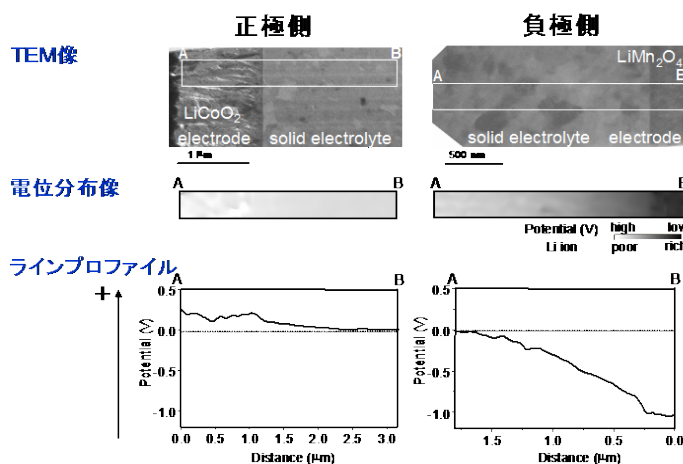 正極側
負極側
TEM像
A
B
LiCoO2
electrode
solid electrolyte
1 μm
A
LiMn2O4
B
solid electrolyte
electrode
500 nm
電位分布像
A
B
A
B
Potential (V) high low
Li ion poor rich
ラインプロファイル
+
A
B
0.5
0.0
-0.5
-1.0
Potential (V)
0.0 0.5 1.0 1.5 2.0 2.5 3.0
Distance (μm)
A
B
0.5
0.0
-0.5
-1.0
Potential (V)
1.5 1.0 0.5 0.0
Distance (μm)